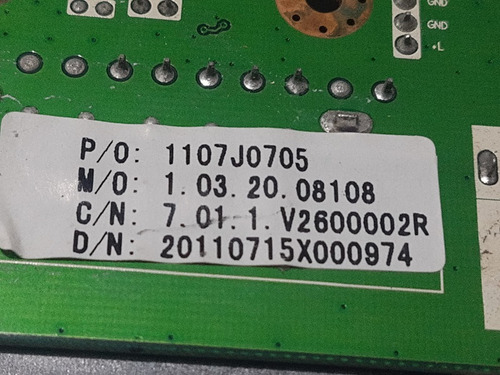 GND
GND
•L
P/O: 1107J0705
M/O: 1.03.20.08108
C/N: 7.01.1.V2600002R
D/N: 20110715X000974